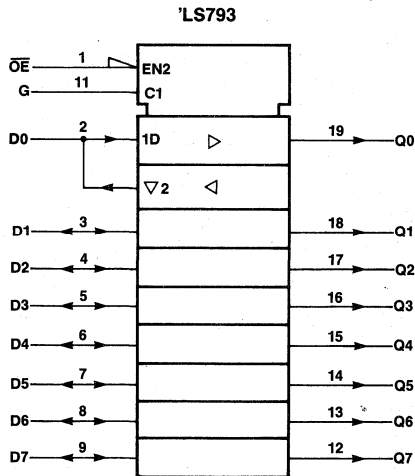 'LS793
OE 1 EN2
G 11 C1
D0 2 1D ▷ 19 Q0
▽ 2 ◁
D1 3 18 Q1
D2 4 17 Q2
D3 5 16 Q3
D4 6 15 Q4
D5 7 14 Q5
D6 8 13 Q6
D7 9 12 Q7